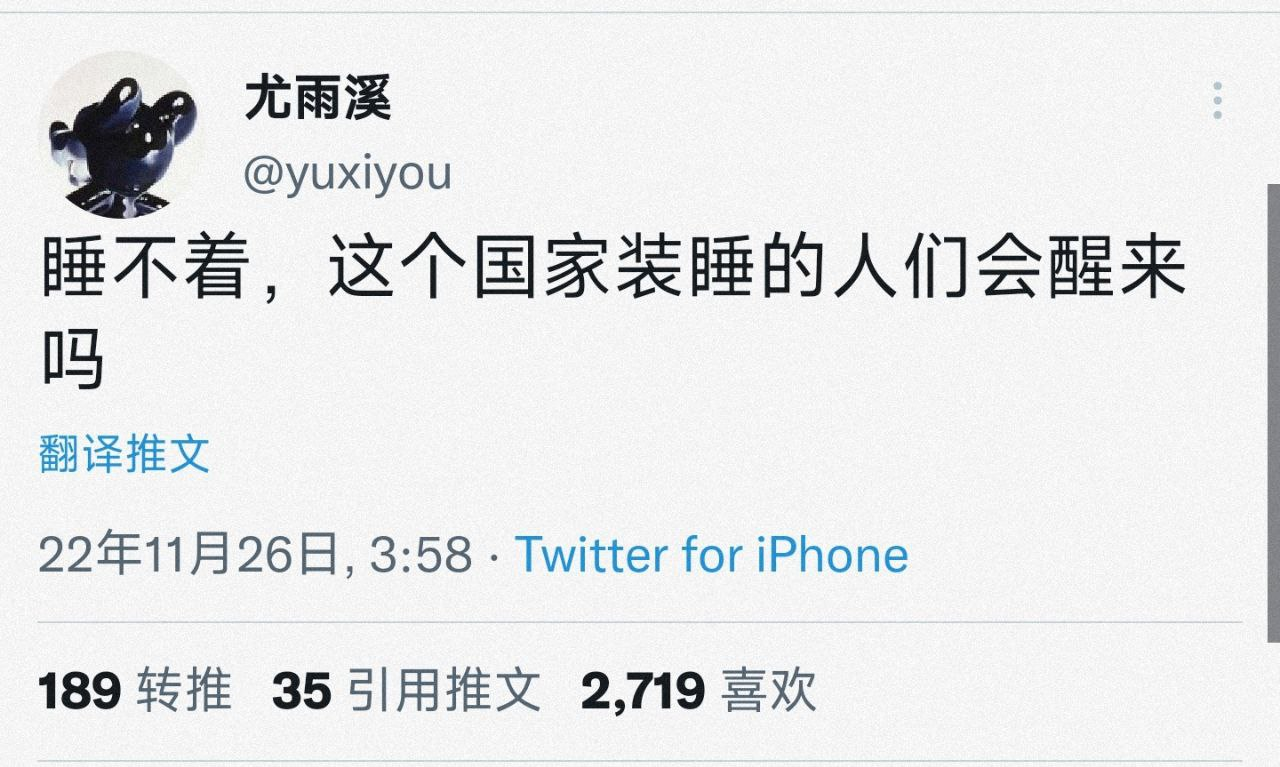 尤雨溪
@yuxiyou
睡不着，这个国家装睡的人们会醒来
吗
翻译推文
22年11月26日, 3:58 · Twitter for iPhone
189 转推 35 引用推文 2,719 喜欢